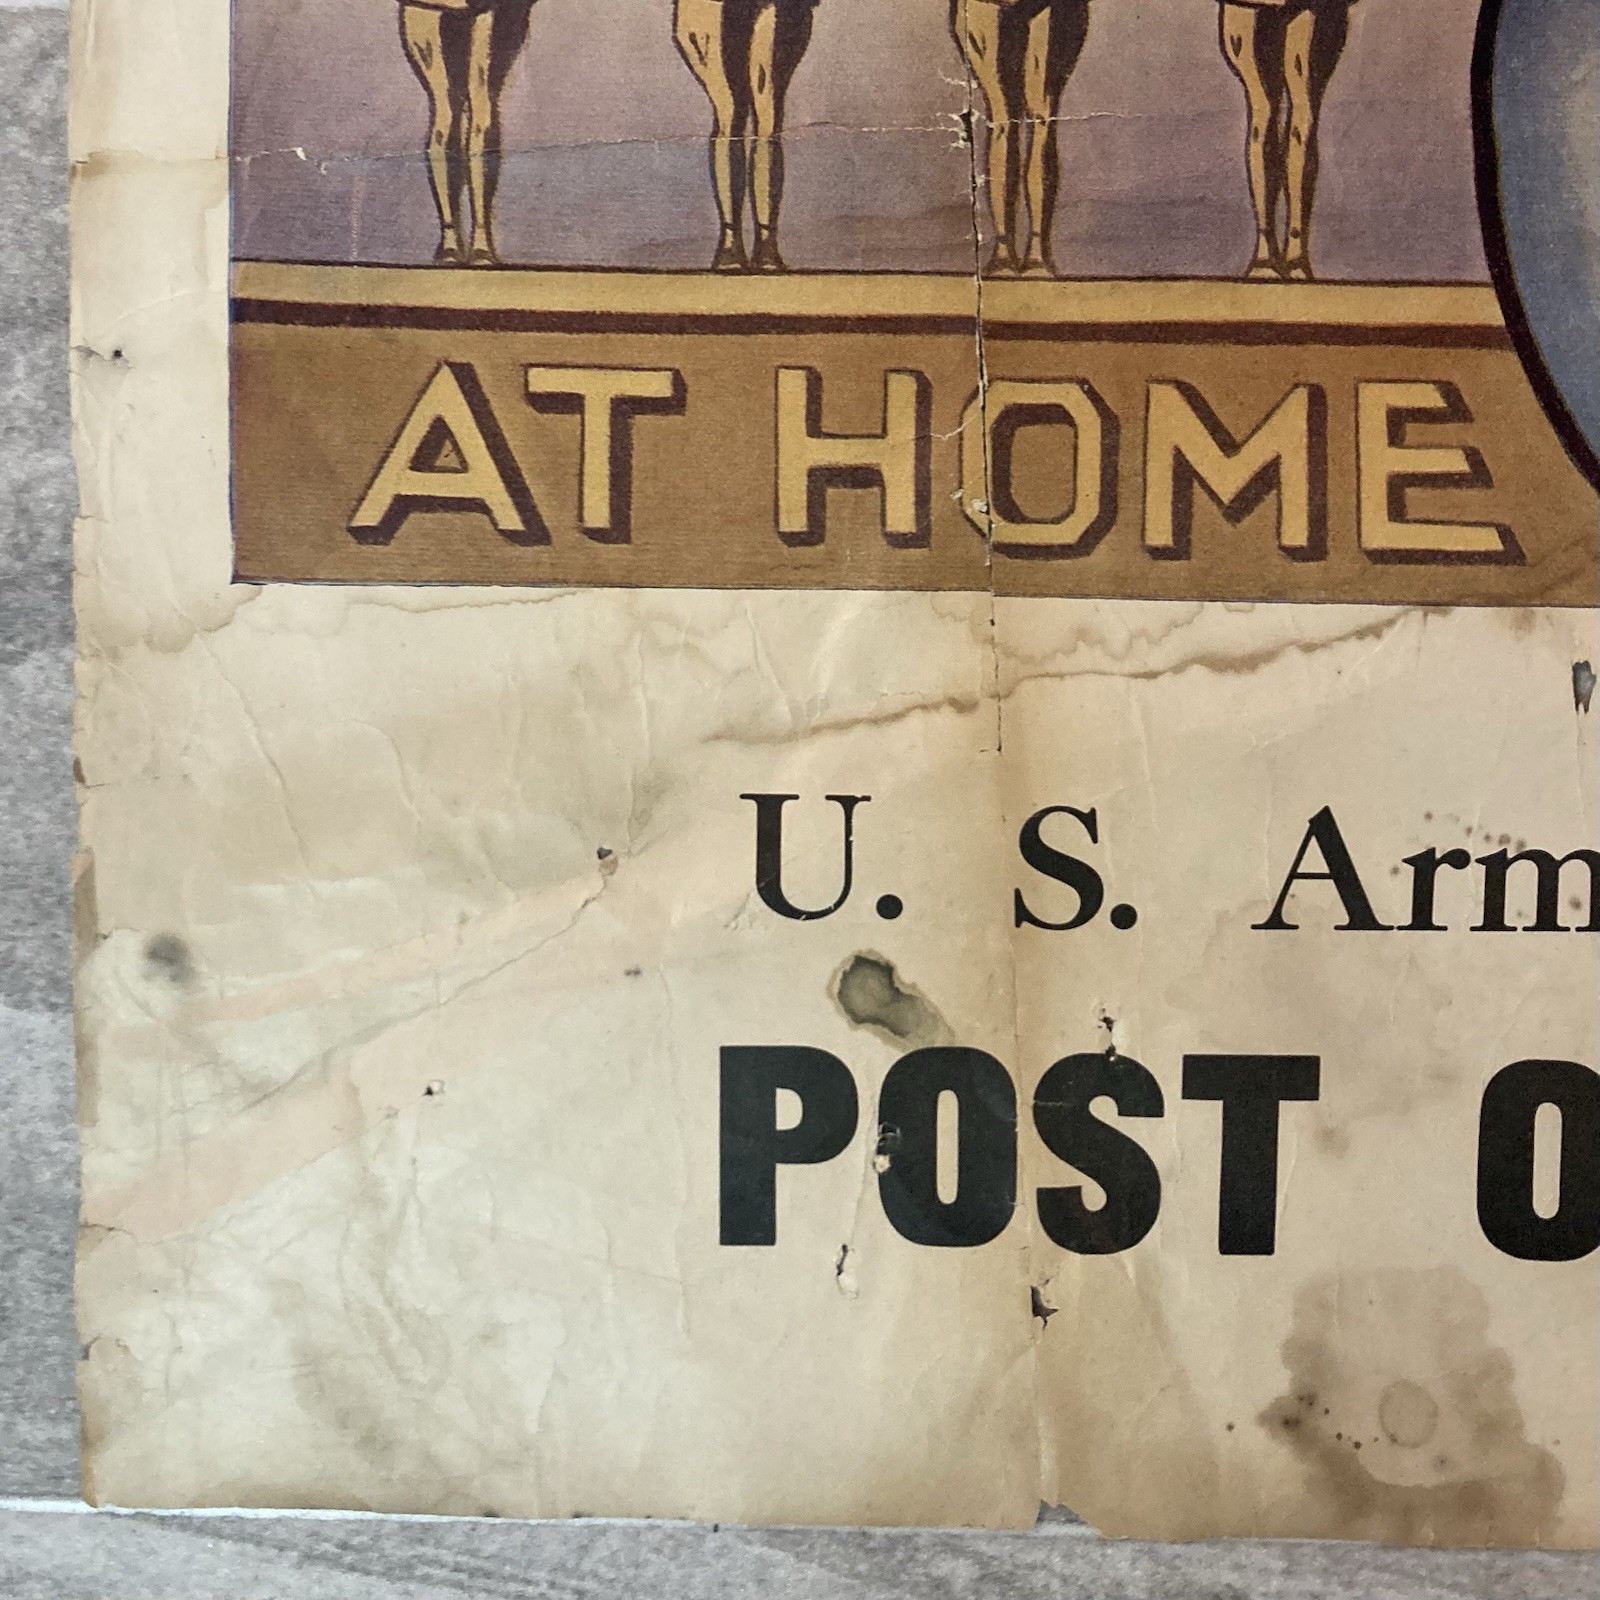 AT HOME
U. S. Arm
POST O